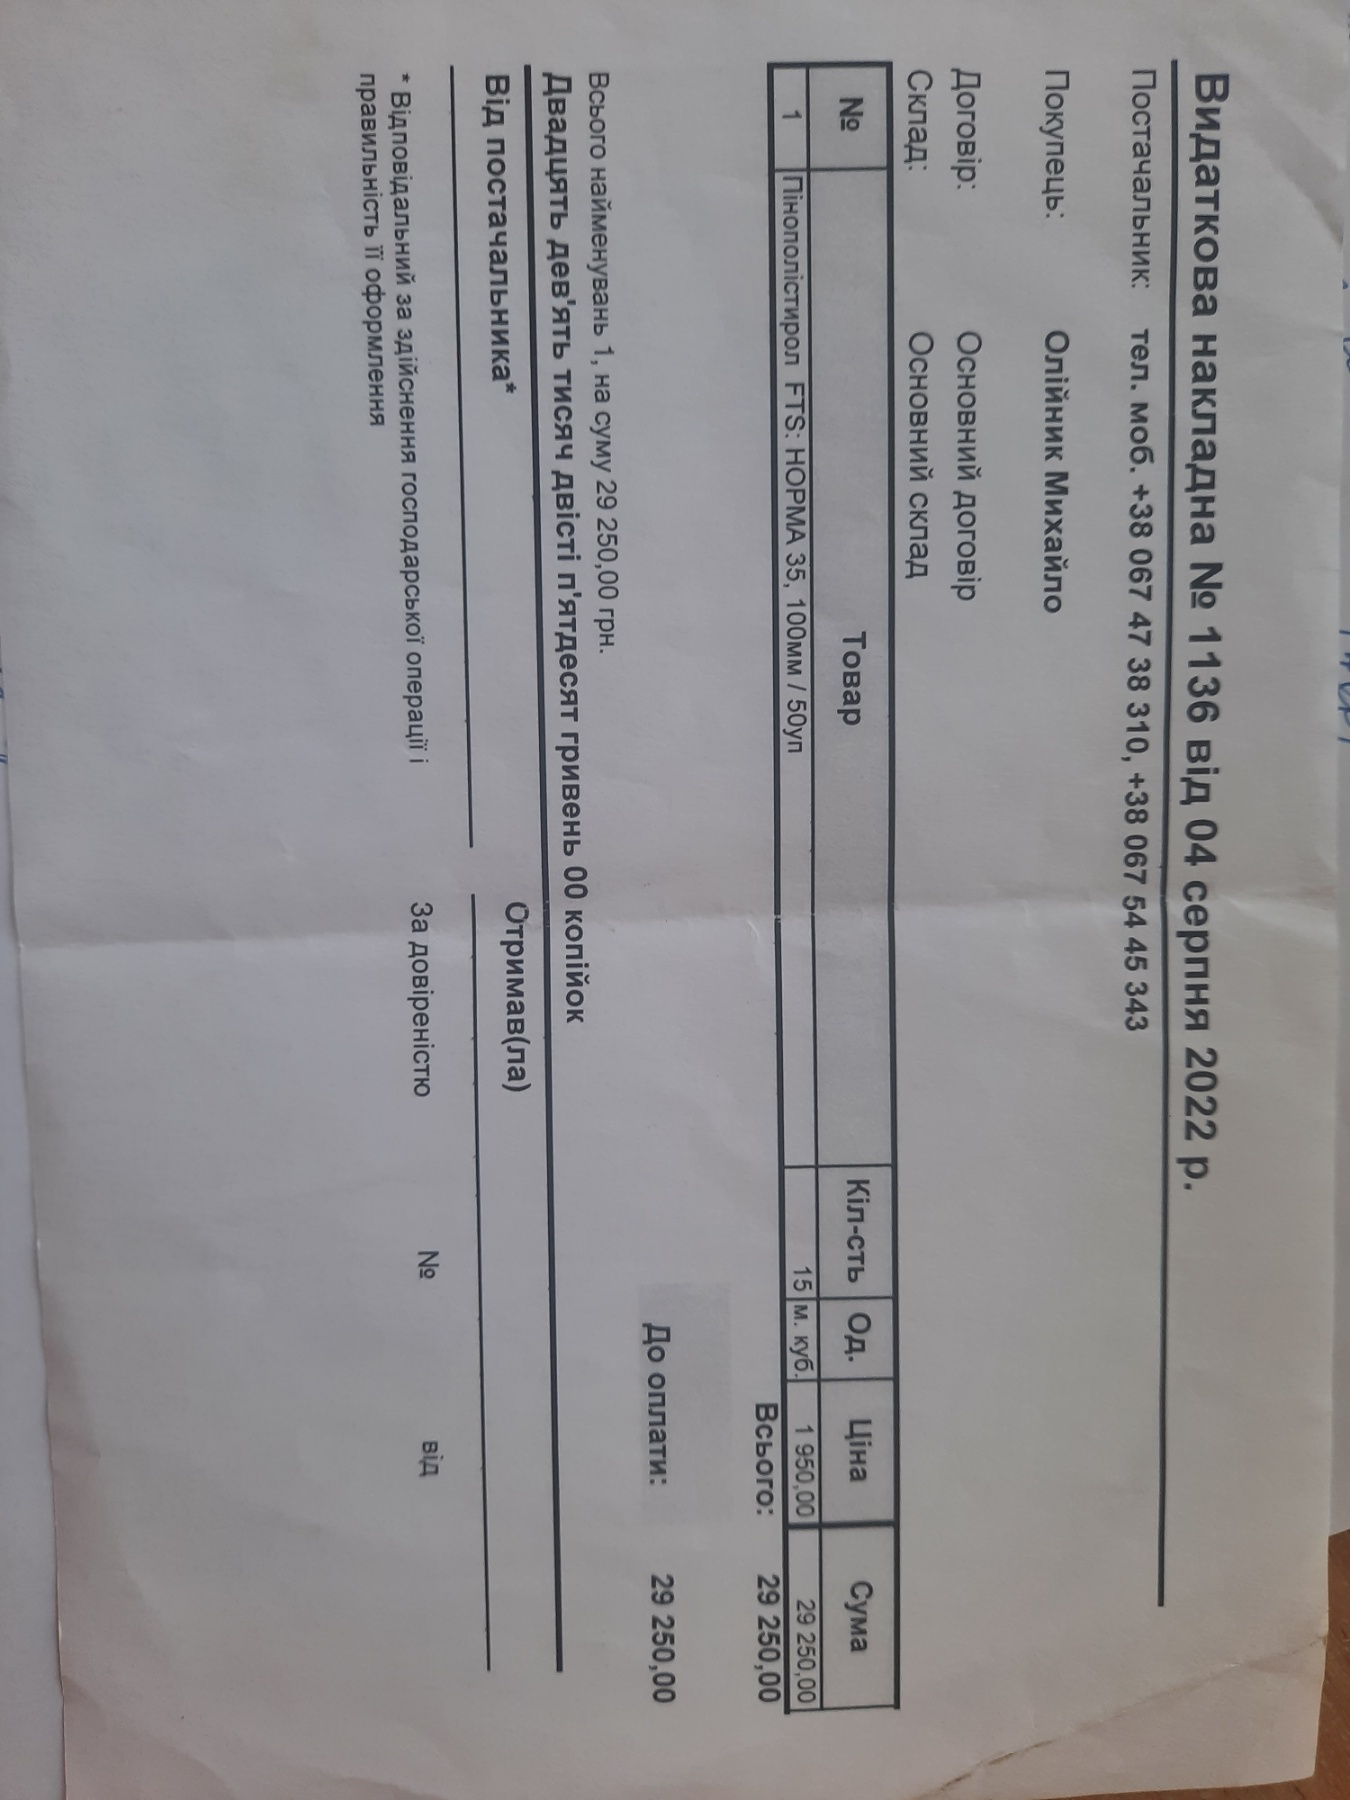 Видаткова накладна № 1136 від 04 серпня 2022 р.
Постачальник: тел. моб. +38 067 47 38 310, +38 067 54 45 343
Покупець: Олійник Михайло
Договір: Основний договір
Склад: Основний склад
№ Товар Кіл-сть Од. Ціна Сума
1 Пінополістирол FTS: НОРМА 35, 100мм / 50уп 15 м. куб. 1 950,00 29 250,00
Всього: 29 250,00
До оплати: 29 250,00
Всього найменувань 1, на суму 29 250,00 грн.
Двадцять дев'ять тисяч двісті п'ятдесят гривень 00 копійок
Від постачальника* Отримав(ла)
* Відповідальний за здійснення господарської операції і За довіреністю № від
правильність її оформлення